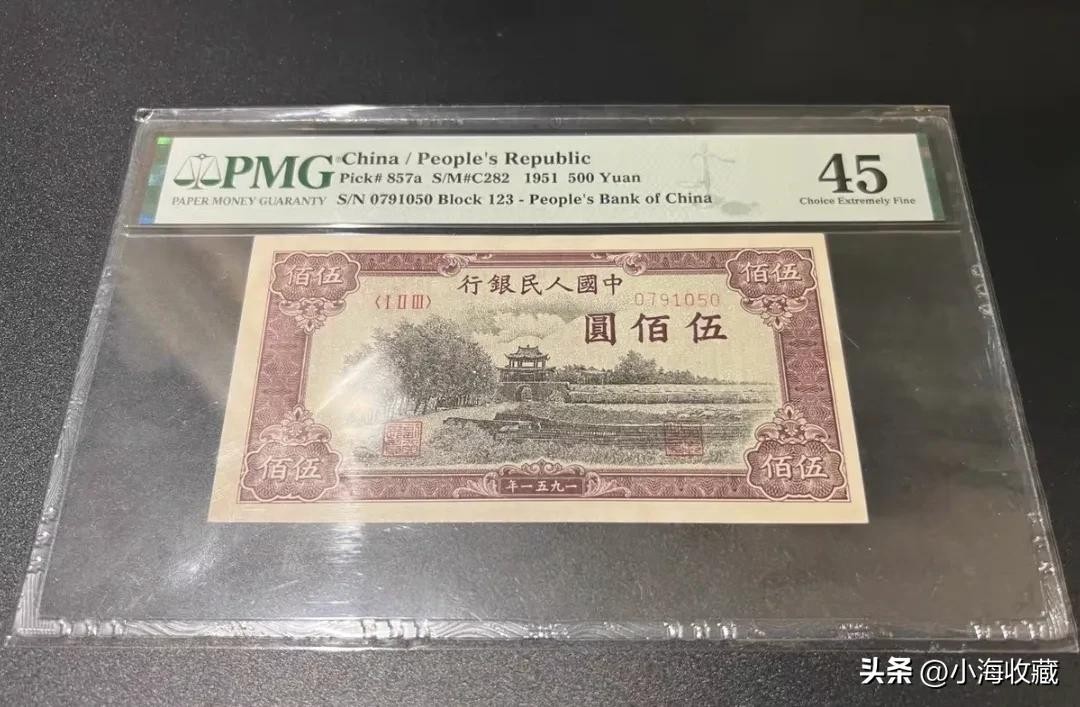 PMG
PAPER MONEY GUARANTY
China / People's Republic
Pick# 857a S/M#C282 1951 500 Yuan
S/N 0791050 Block 123 - People's Bank of China
45
Choice Extremely Fine
佰伍
行銀民人國中
佰伍
〈I II III〉
0791050
圓佰伍
佰伍
年一五九一
佰伍
头条 @小海收藏